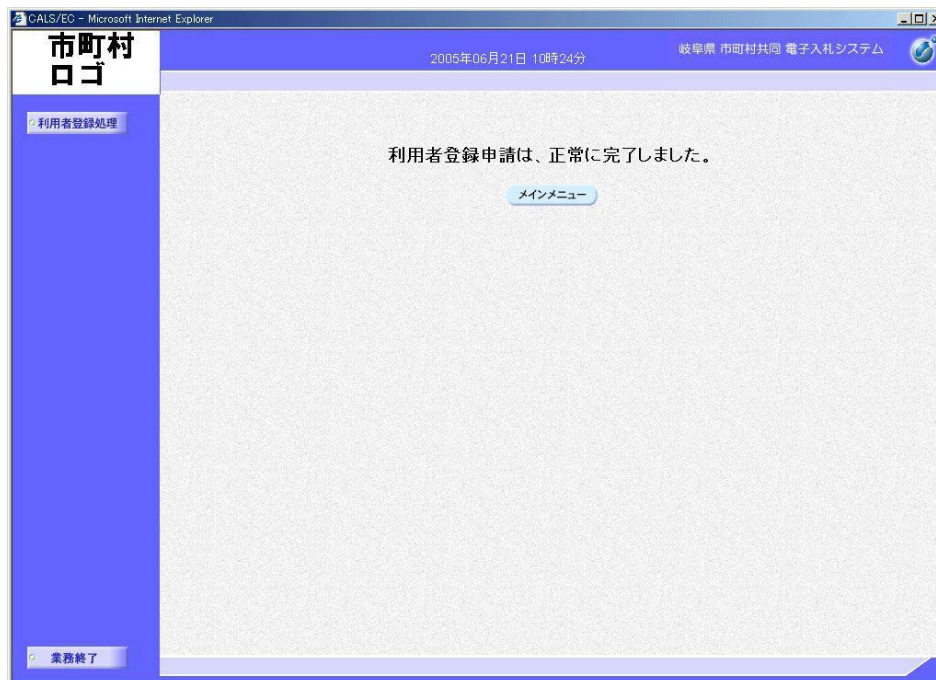 CALS/EC - Microsoft Internet Explorer
市町村
ロゴ
2005年06月21日 10時24分
岐阜県 市町村共同 電子入札システム
利用者登録処理
利用者登録申請は、正常に完了しました。
メインメニュー
業務終了